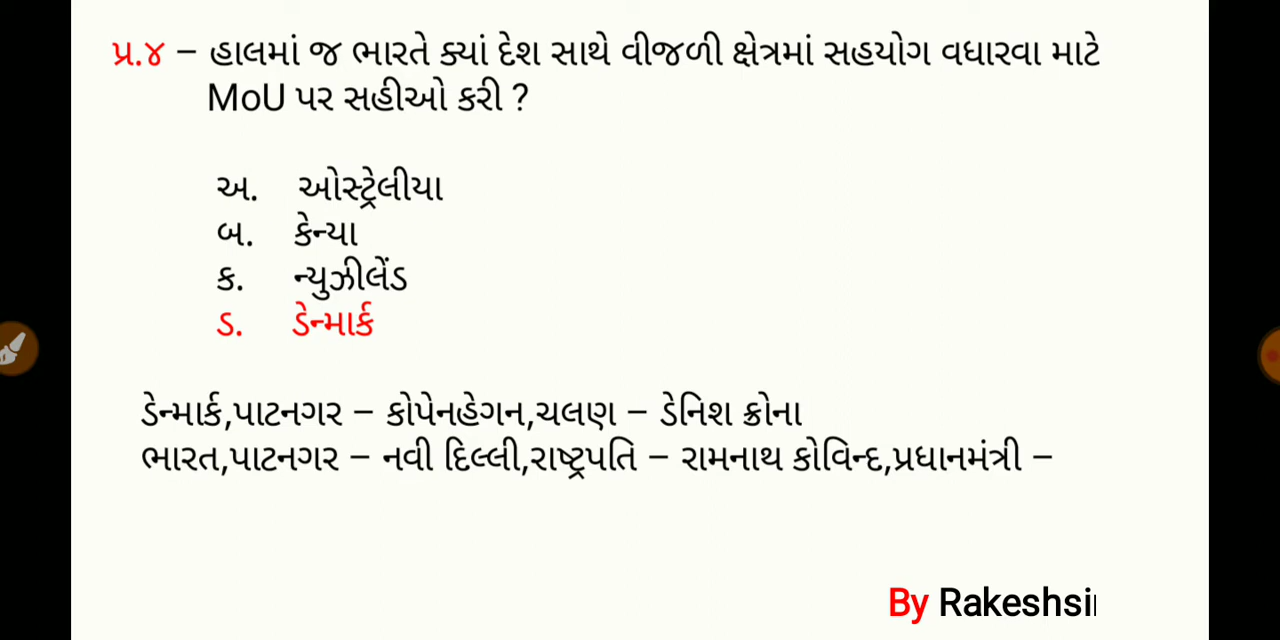 પ્ર.૪ – હાલમાં જ ભારતે ક્યાં દેશ સાથે વીજળી ક્ષેત્રમાં સહયોગ વધારવા માટે
MoU પર સહીઓ કરી ?
અ. ઓસ્ટ્રેલીયા
બ. કેન્યા
ક. ન્યુઝીલેંડ
ડ. ડેન્માર્ક
ડેન્માર્ક,પાટનગર – કોપેનહેગન,ચલણ – ડેનિશ ક્રોના
ભારત,પાટનગર – નવી દિલ્લી,રાષ્ટ્રપતિ – રામનાથ કોવિન્દ,પ્રધાનમંત્રી –
By Rakeshsi